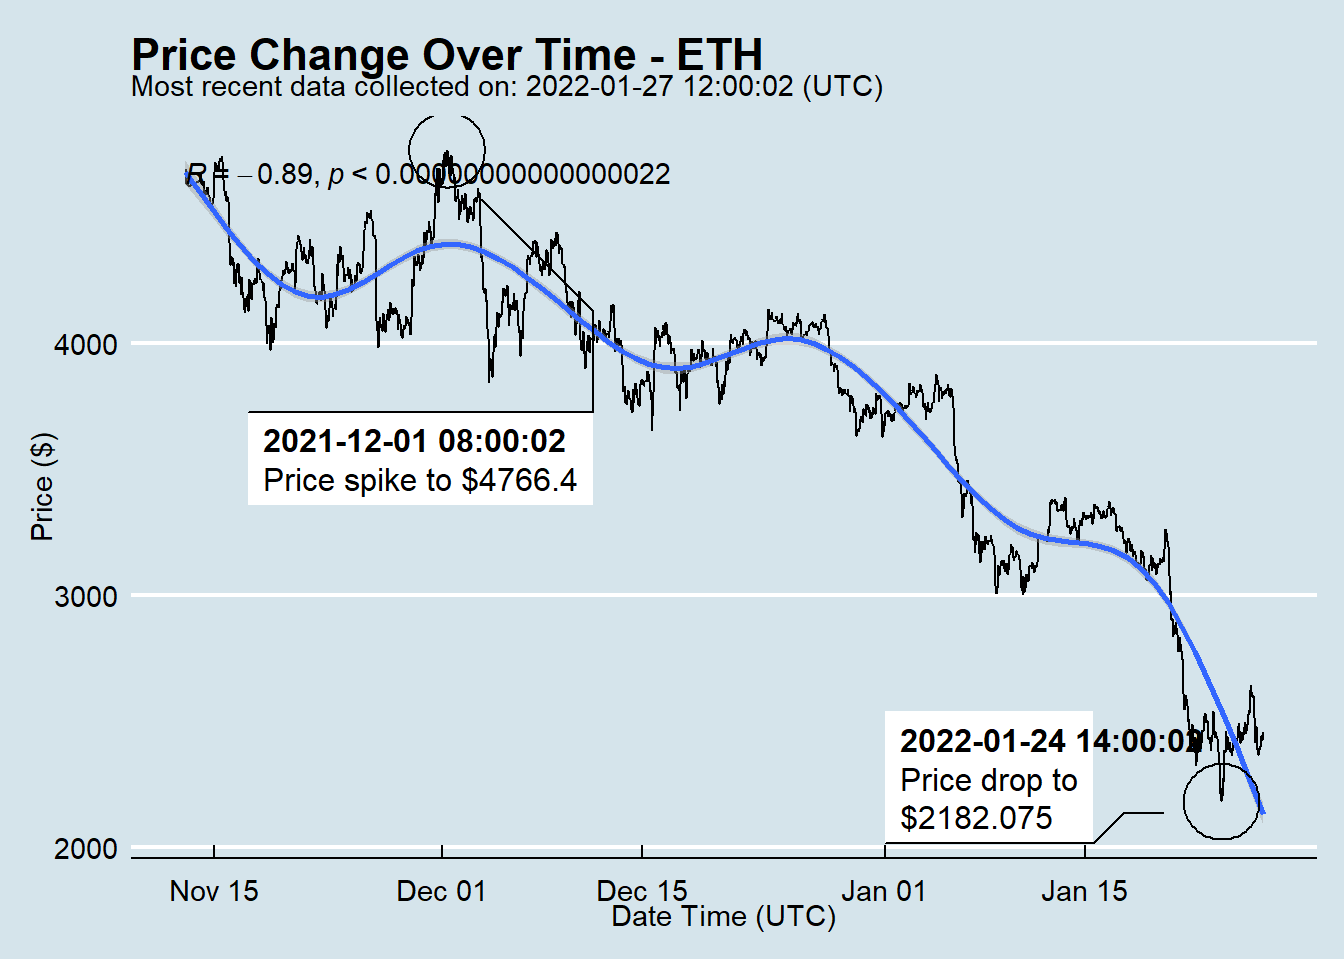 Price Change Over Time - ETH
Most recent data collected on: 2022-01-27 12:00:02 (UTC)
R = −0.89, p < 0.00000000000000022
4000
2021-12-01 08:00:02
Price spike to $4766.4
Price ($)
3000
2022-01-24 14:00:02
Price drop to
$2182.075
2000
Nov 15 Dec 01 Dec 15 Jan 01 Jan 15
Date Time (UTC)